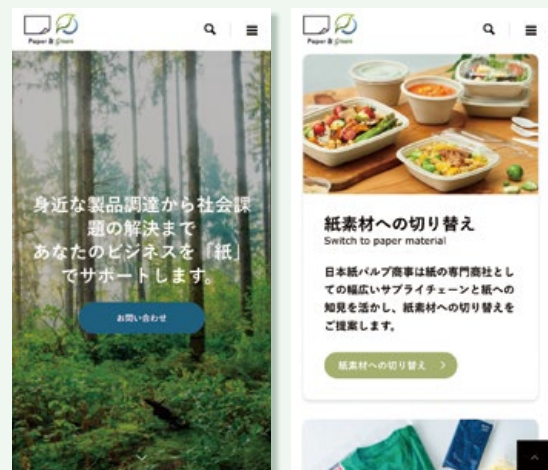 Paper & Green
身近な製品調達から社会課
題の解決まで
あなたのビジネスを「紙」
でサポートします。
お問い合わせ
Paper & Green
紙素材への切り替え
Switch to paper material
日本紙パルプ商事は紙の専門商社とし
ての幅広いサプライチェーンと紙への
知見を活かし、紙素材への切り替えを
ご提案します。
紙素材への切り替え